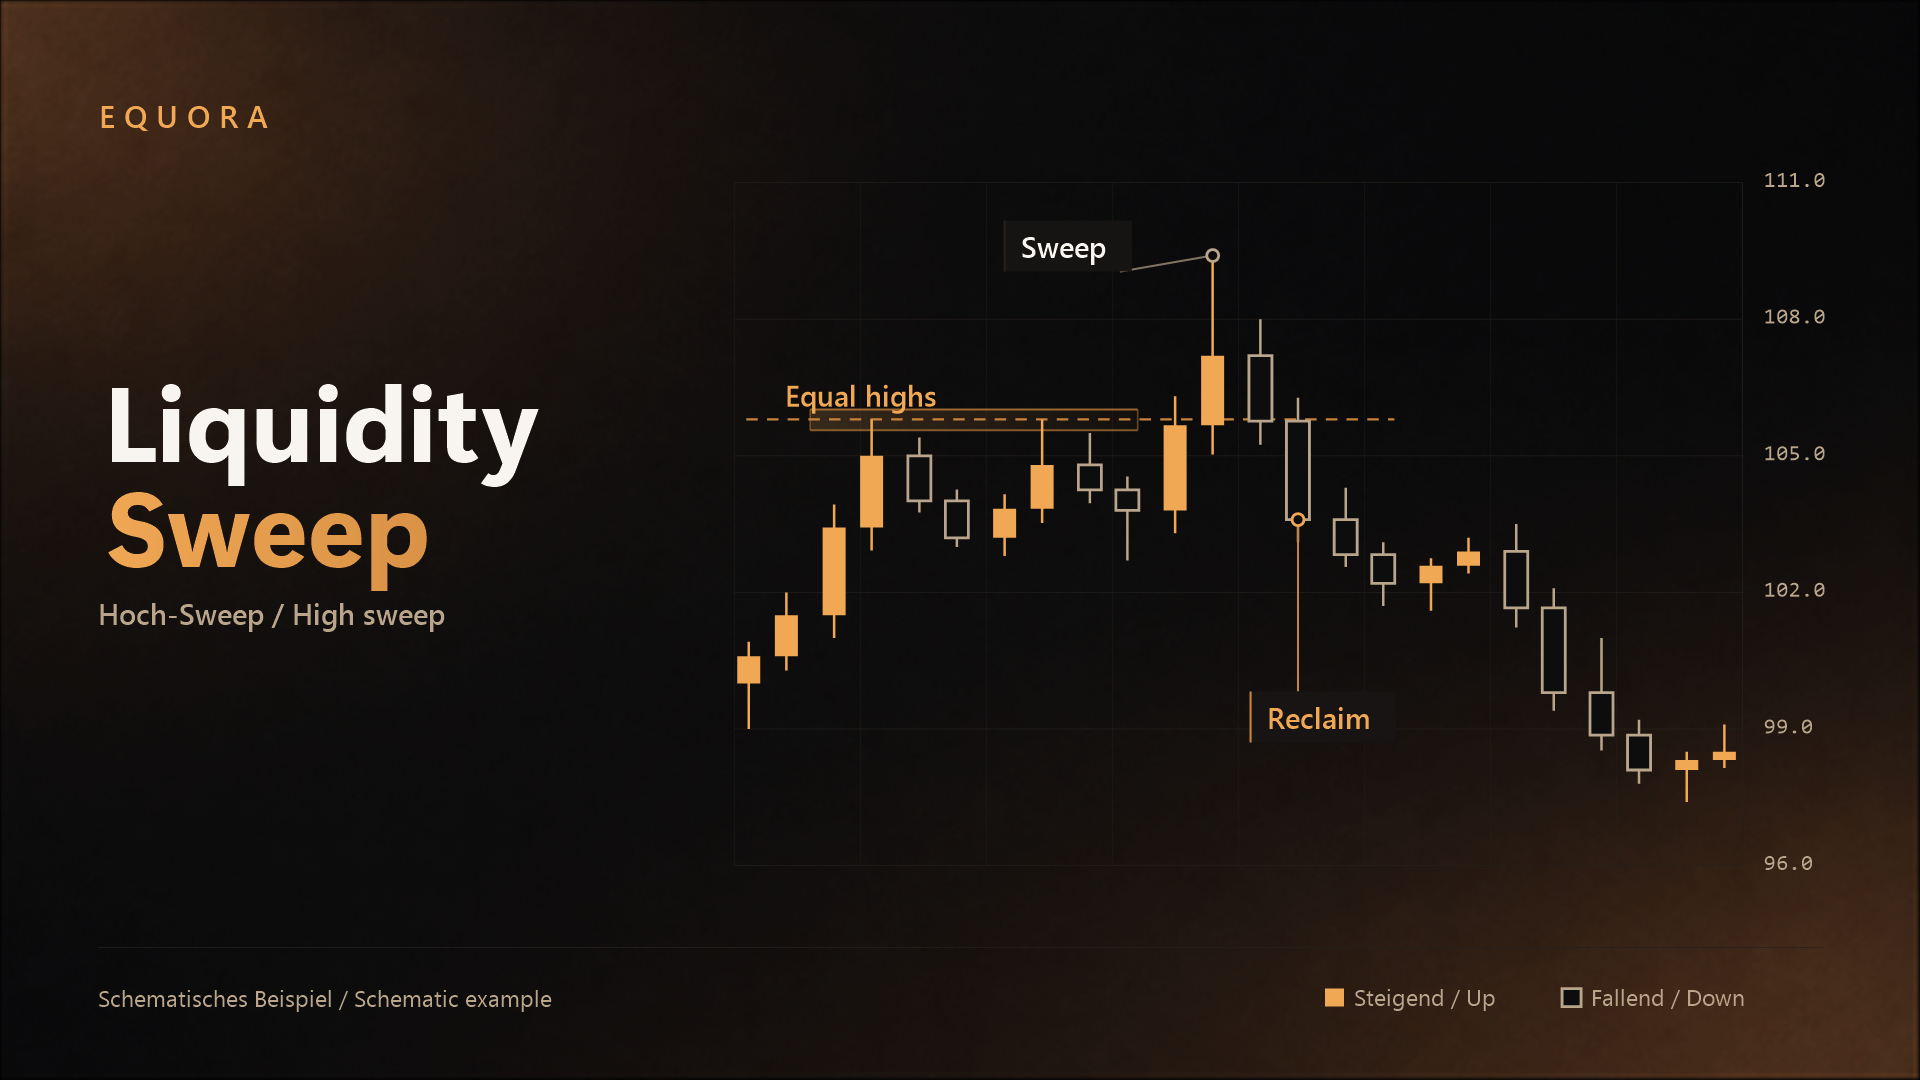 EQUORA
Liquidity
Sweep
Hoch-Sweep / High sweep
Sweep
Equal highs
Reclaim
111.0
108.0
105.0
102.0
99.0
96.0
Schematisches Beispiel / Schematic example
Steigend / Up
Fallend / Down